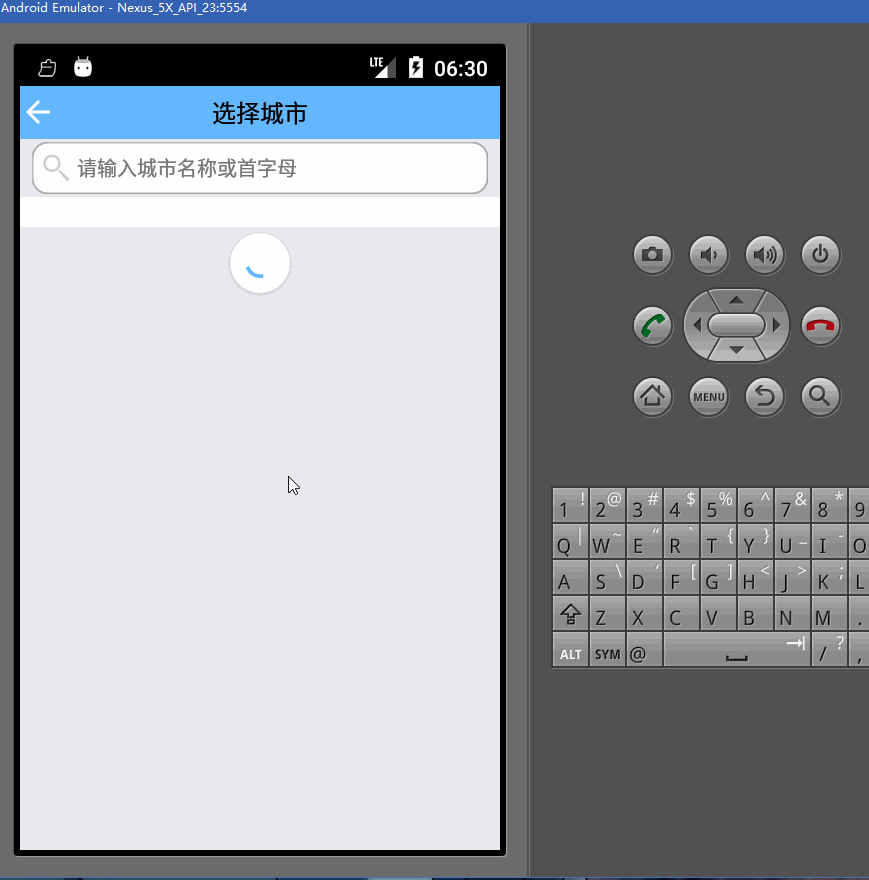 Android Emulator - Nexus_5X_API_23:5554
LTE 06:30
选择城市
请输入城市名称或首字母
MENU
1 ! 2 @ 3 # 4 $ 5 % 6 ^ 7 & 8 * 9
Q | W ~ E “ R ` T { Y } U _ I - O
A S \ D ‘ F [ G ] H < J > K ; L
Z X C V B N M .
ALT SYM @ / ? ,